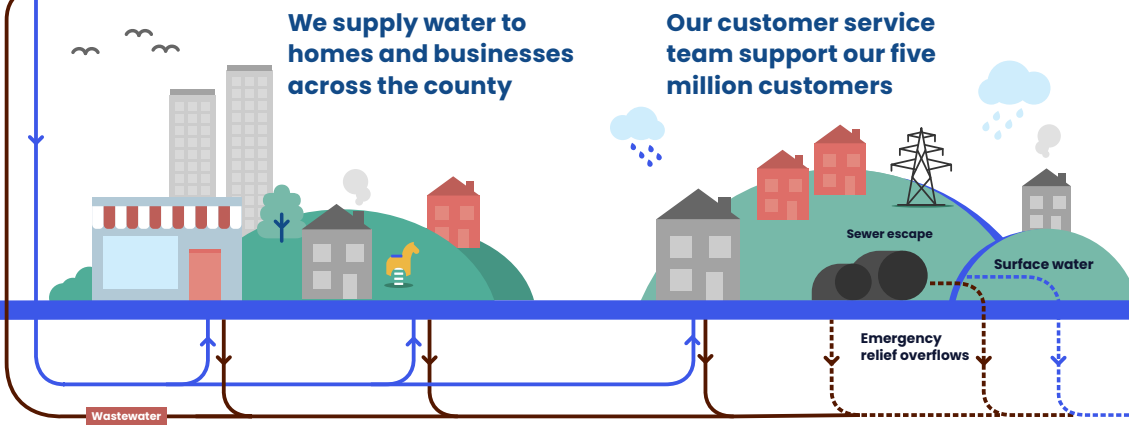 We supply water to
homes and businesses
across the county
Our customer service
team support our five
million customers
Sewer escape
Surface water
Emergency
relief overflows
Wastewater